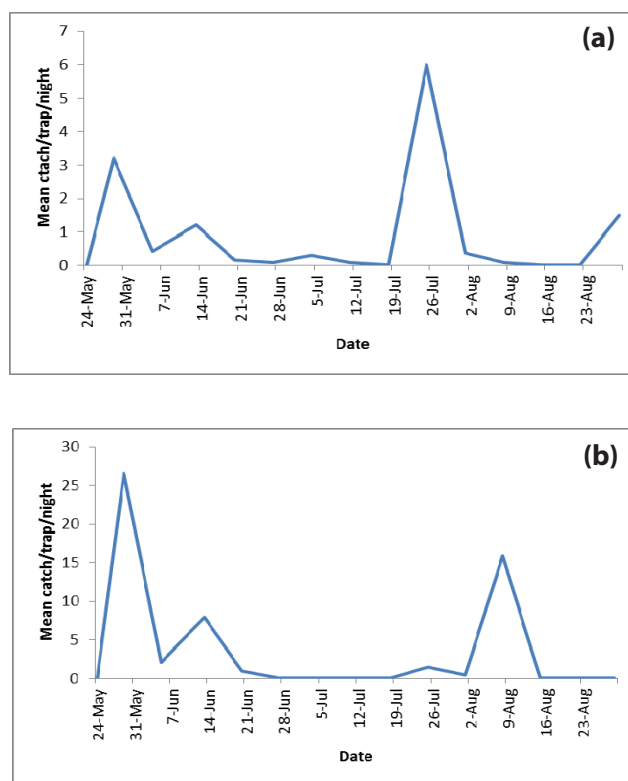 (a)
Mean ctach/trap/night
7
6
5
4
3
2
1
0
24-May
31-May
7-Jun
14-Jun
21-Jun
28-Jun
5-Jul
12-Jul
19-Jul
26-Jul
2-Aug
9-Aug
16-Aug
23-Aug
Date
(b)
Mean catch/trap/night
30
25
20
15
10
5
0
24-May
31-May
7-Jun
14-Jun
21-Jun
28-Jun
5-Jul
12-Jul
19-Jul
26-Jul
2-Aug
9-Aug
16-Aug
23-Aug
Date